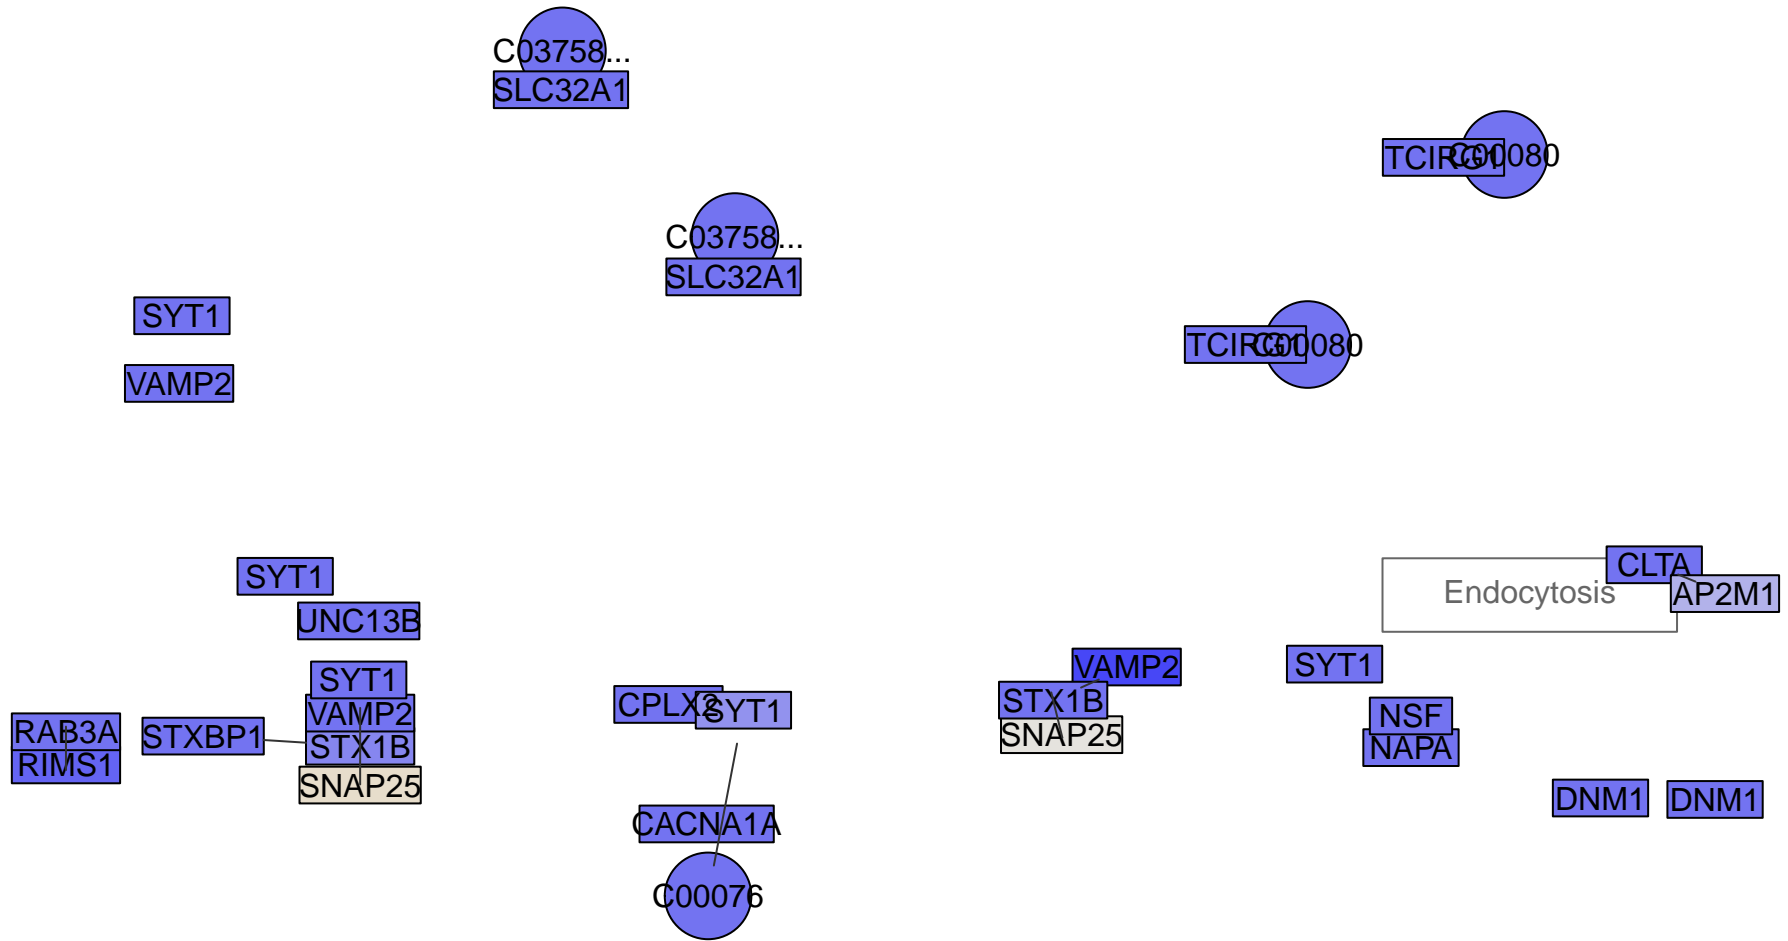 C03758...
SLC32A1
TCIRG1
C00080
C03758...
SLC32A1
SYT1
TCIRG1
C00080
VAMP2
SYT1
CLTA
Endocytosis
AP2M1
UNC13B
SYT1
VAMP2
SYT1
CPLX2
SYT1
STX1B
VAMP2
NSF
RAB3A
STXBP1
STX1B
SNAP25
NAPA
RIMS1
SNAP25
DNM1
DNM1
CACNA1A
C00076